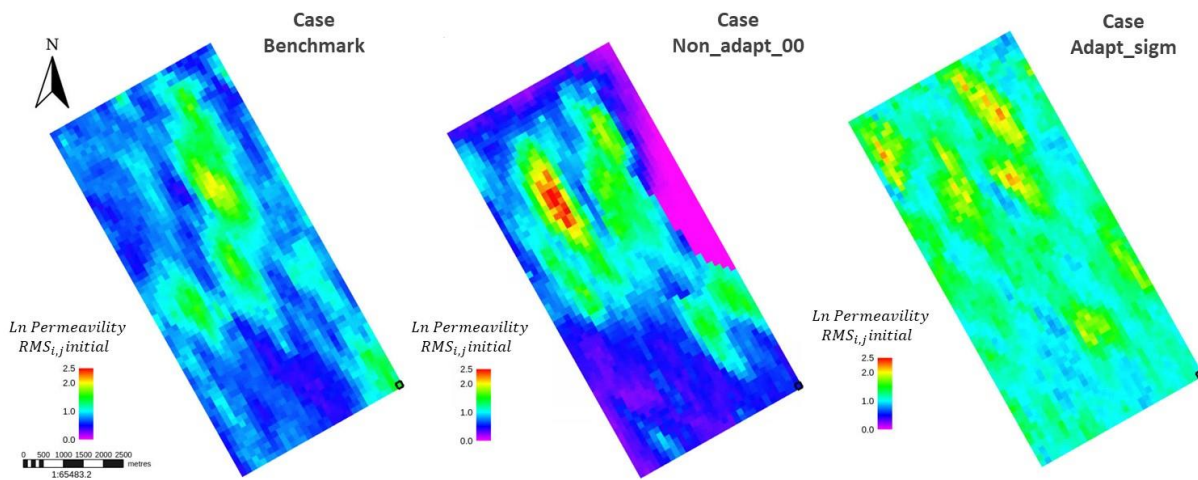 Case
Benchmark
Case
Non_adapt_00
Case
Adapt_sigm
N
Ln Permeavility
RMSi,j initial
2.5
2.0
1.0
0.0
0 500 1000 1500 2000 2500
metres
1:65483.2
Ln Permeavility
RMSi,j initial
2.5
2.0
1.0
0.0
Ln Permeavility
RMSi,j initial
2.5
2.0
1.0
0.0